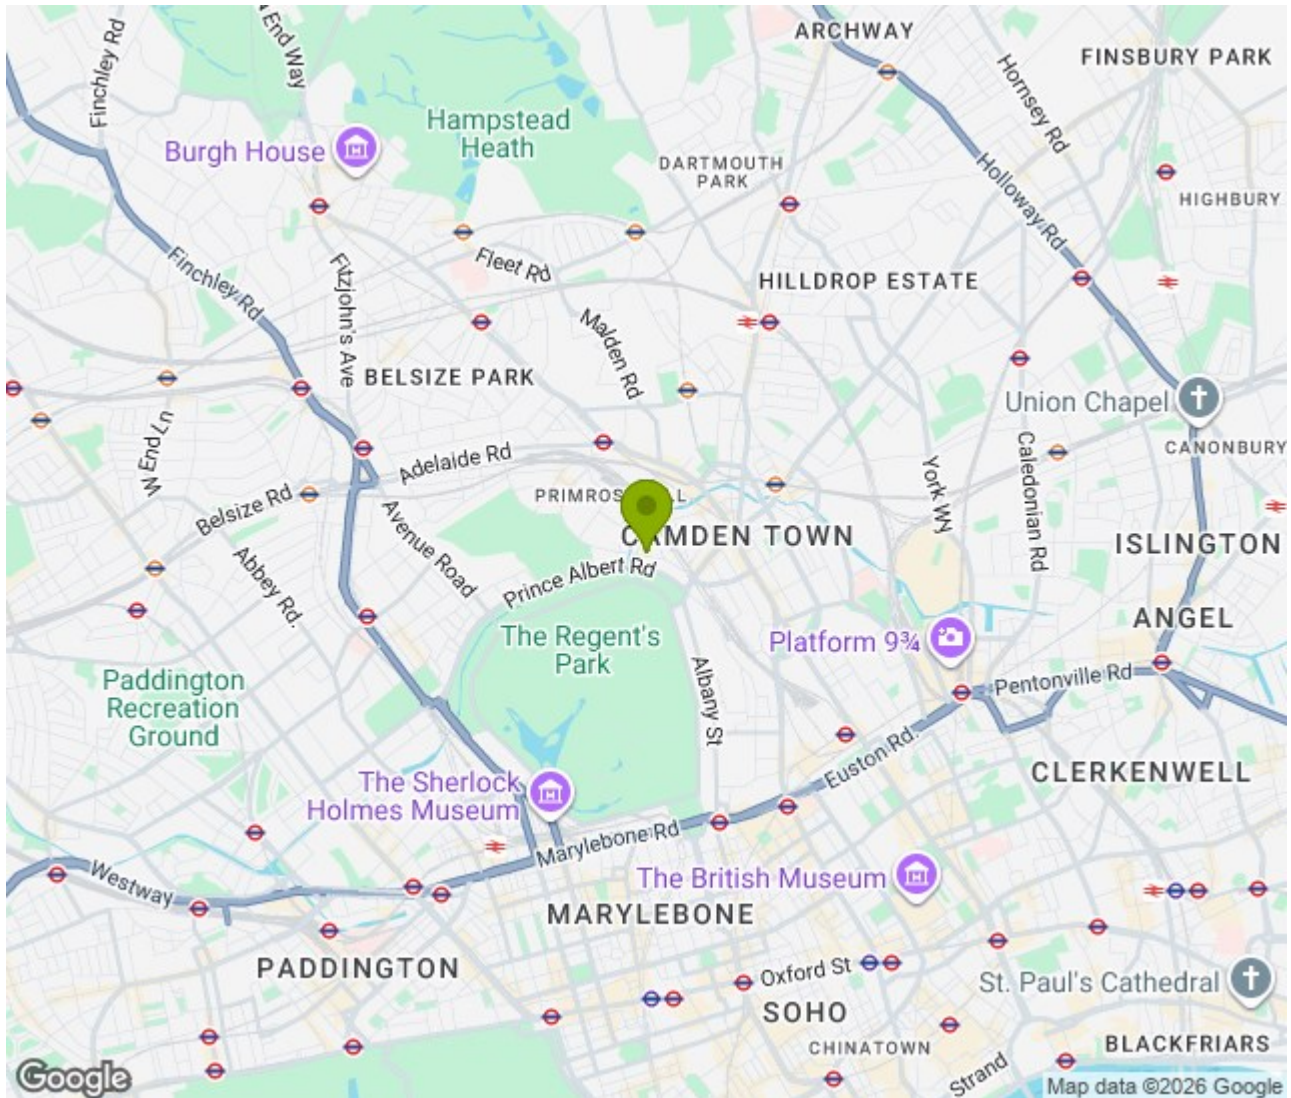 ARCHWAY
FINSBURY PARK
Finchley Rd
End Way
Hornsey Rd
Hampstead
Heath
Burgh House
DARTMOUTH
PARK
HIGHBURY
Holloway Rd
Finchley Rd
Fitzjohn's Ave
Fleet Rd
HILLDROP ESTATE
Malden Rd
BELSIZE PARK
Union Chapel
CANONBURY
W End Ln
Adelaide Rd
Caledonian Rd
York Wy
Belsize Rd
Avenue Road
CAMDEN TOWN
ISLINGTON
Abbey Rd.
Prince Albert Rd
ANGEL
The Regent's
Park
Platform 9¾
Albany St
Pentonville Rd
Paddington
Recreation
Ground
Euston Rd.
CLERKENWELL
The Sherlock
Holmes Museum
Marylebone Rd
Westway
The British Museum
MARYLEBONE
PADDINGTON
Oxford St
St. Paul's Cathedral
SOHO
CHINATOWN
BLACKFRIARS
Strand
Google
Map data ©2026 Google